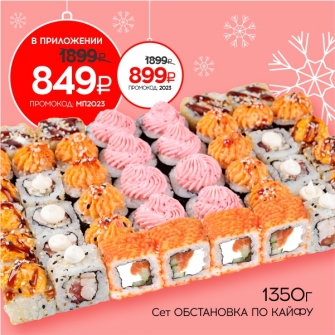 В ПРИЛОЖЕНИИ
1899₽
849₽
ПРОМОКОД: МП2023
1899₽
899₽
ПРОМОКОД: 2023
1350г
Сет ОБСТАНОВКА ПО КАЙФУ